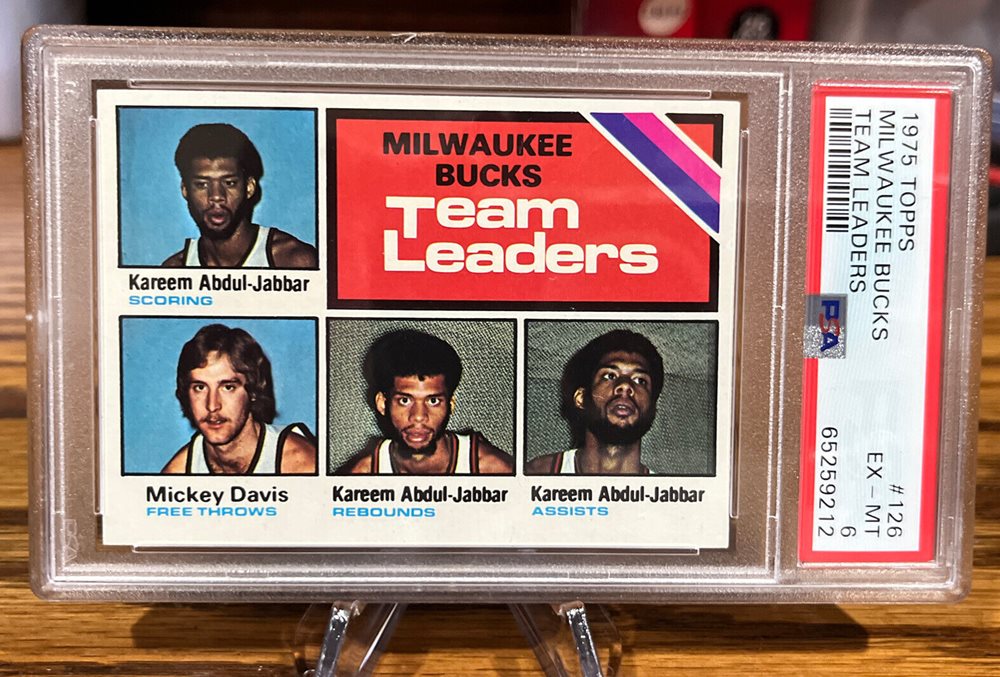 MILWAUKEE
BUCKS
Team
Leaders
Kareem Abdul-Jabbar
SCORING
Mickey Davis
FREE THROWS
Kareem Abdul-Jabbar
REBOUNDS
Kareem Abdul-Jabbar
ASSISTS
1975 TOPPS #126
MILWAUKEE BUCKS EX - MT
TEAM LEADERS 6
PSA 65259212